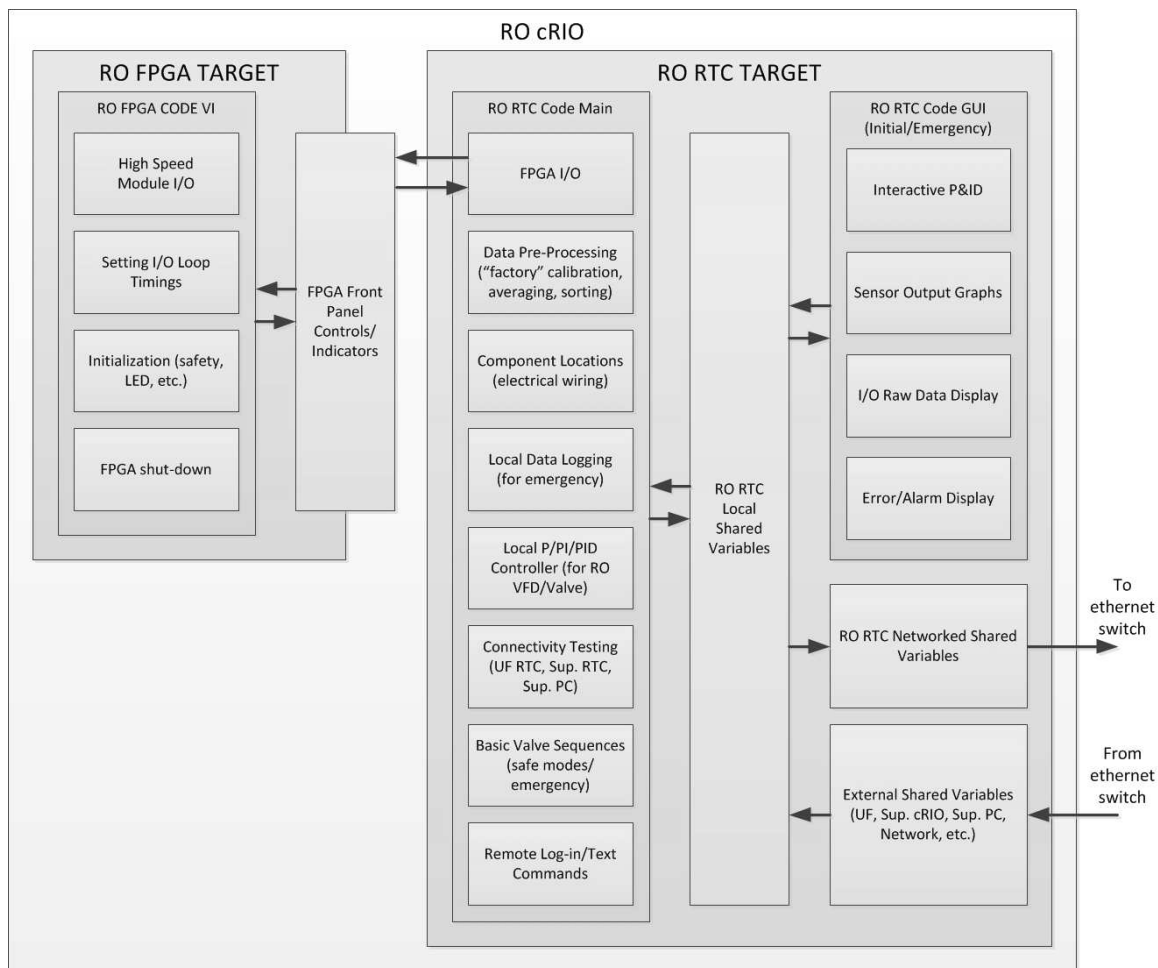 RO cRIO
RO FPGA TARGET
RO FPGA CODE VI
High Speed
Module I/O
Setting I/O Loop
Timings
Initialization (safety,
LED, etc.)
FPGA shut-down
FPGA Front
Panel
Controls/
Indicators
RO RTC TARGET
RO RTC Code Main
FPGA I/O
Data Pre-Processing
(“factory” calibration,
averaging, sorting)
Component Locations
(electrical wiring)
Local Data Logging
(for emergency)
Local P/PI/PID
Controller (for RO
VFD/Valve)
Connectivity Testing
(UF RTC, Sup. RTC,
Sup. PC)
Basic Valve Sequences
(safe modes/
emergency)
Remote Log-in/Text
Commands
RO RTC
Local
Shared
Variables
RO RTC Code GUI
(Initial/Emergency)
Interactive P&ID
Sensor Output Graphs
I/O Raw Data Display
Error/Alarm Display
RO RTC Networked Shared
Variables
External Shared Variables
(UF, Sup. cRIO, Sup. PC,
Network, etc.)
To
ethernet
switch
From
ethernet
switch